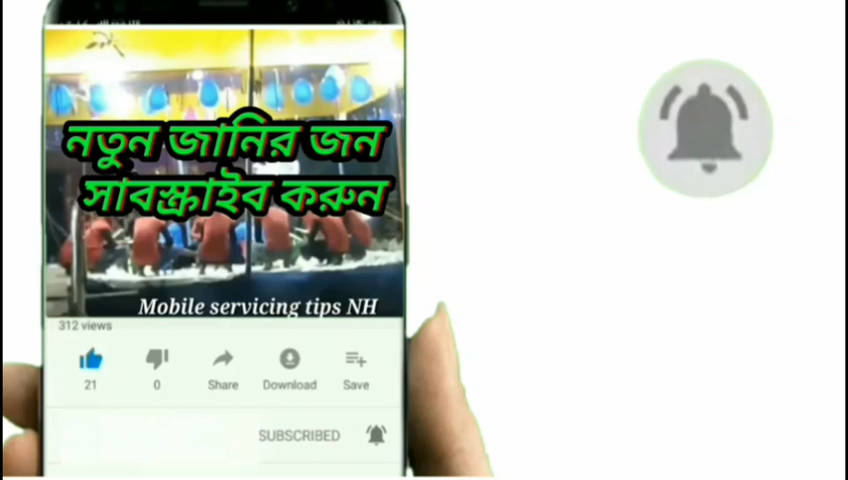 নতুন জানির জন
সাবস্ক্রাইব করুন
Mobile servicing tips NH
312 views
21
0
Share
Download
Save
SUBSCRIBED